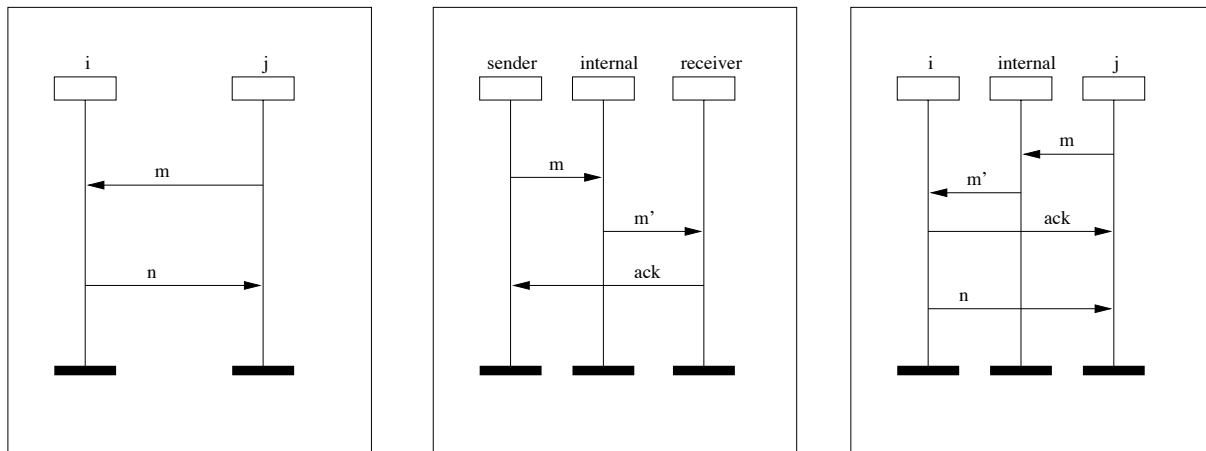 i j
m
n
sender internal receiver
m
m’
ack
i internal j
m
m’
ack
n